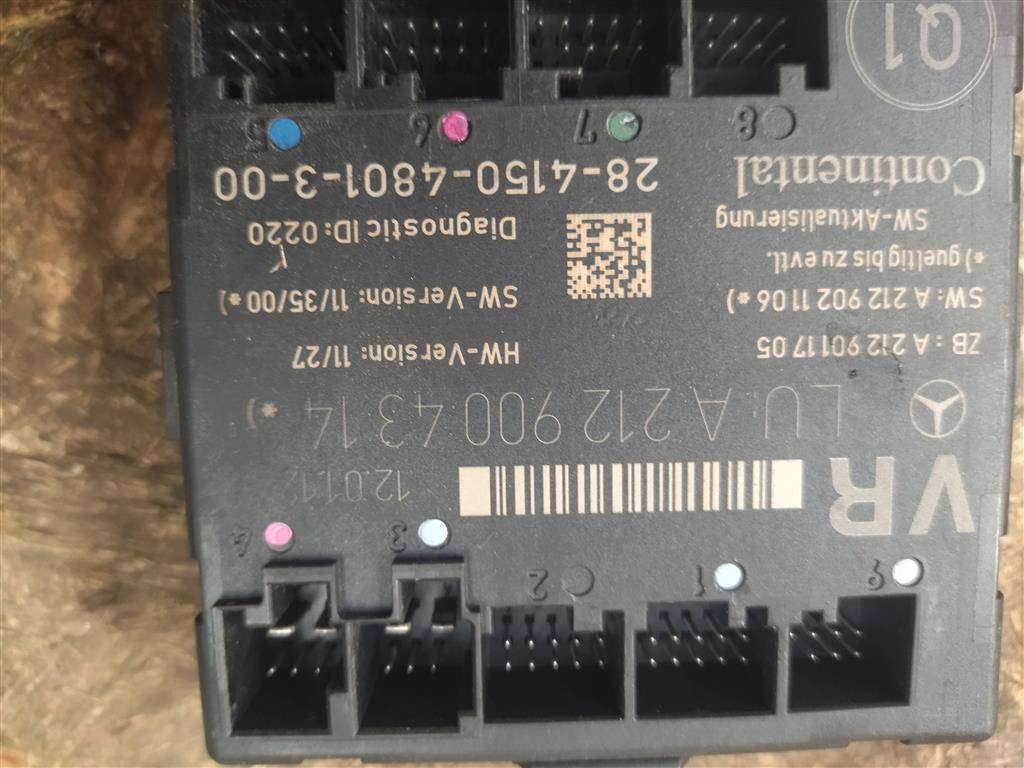 9 1 2 3 4
VR
12.01.12
LU: A 212 900 43 14 *)
ZB : A 212 901 17 05
HW-Version: 11/27
SW: A 212 902 11 06 *)
SW-Version: 11/35/00 *)
*) gueltig bis zu evtl.
SW-Aktualisierung
Diagnostic ID: 0220
Continental
28-4150-4801-3-00
8 7 6 5
Q1